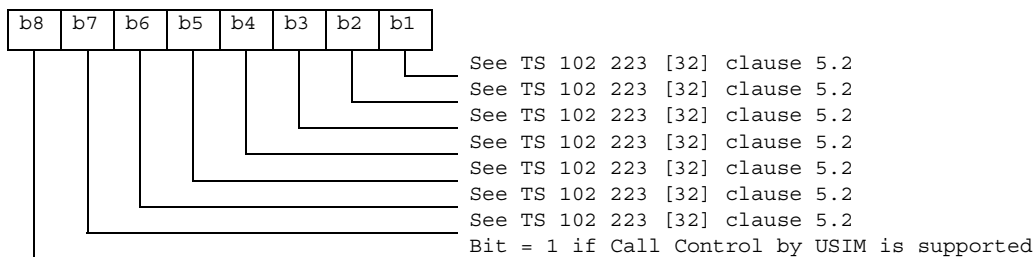 b8 b7 b6 b5 b4 b3 b2 b1
See TS 102 223 [32] clause 5.2
See TS 102 223 [32] clause 5.2
See TS 102 223 [32] clause 5.2
See TS 102 223 [32] clause 5.2
See TS 102 223 [32] clause 5.2
See TS 102 223 [32] clause 5.2
See TS 102 223 [32] clause 5.2
Bit = 1 if Call Control by USIM is supported